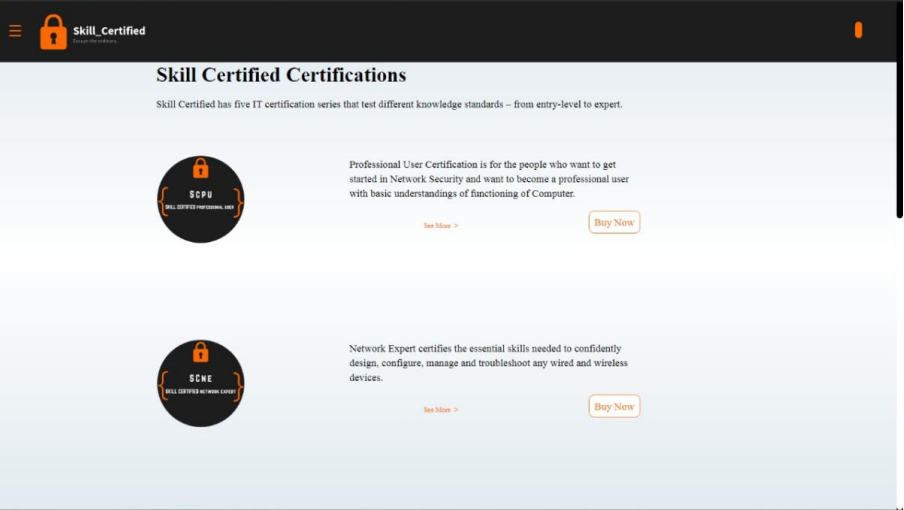 Skill_Certified
Escape the ordinary.
Skill Certified Certifications
Skill Certified has five IT certification series that test different knowledge standards – from entry-level to expert.
SCPU
SKILL CERTIFIED PROFESSIONAL USER
Professional User Certification is for the people who want to get
started in Network Security and want to become a professional user
with basic understandings of functioning of Computer.
See More >
Buy Now
SCNE
SKILL CERTIFIED NETWORK EXPERT
Network Expert certifies the essential skills needed to confidently
design, configure, manage and troubleshoot any wired and wireless
devices.
See More >
Buy Now